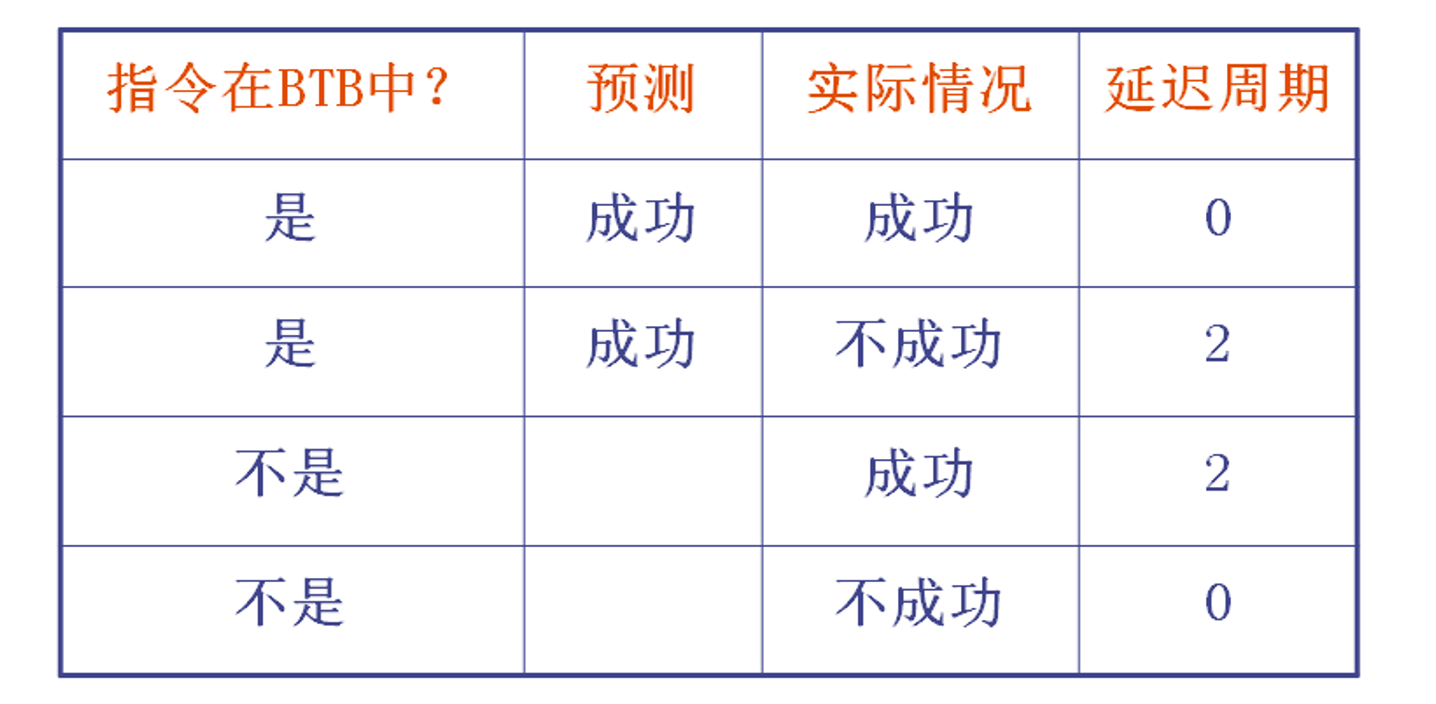 指令在BTB中? 预测 实际情况 延迟周期
是 成功 成功 0
是 成功 不成功 2
不是 成功 2
不是 不成功 0